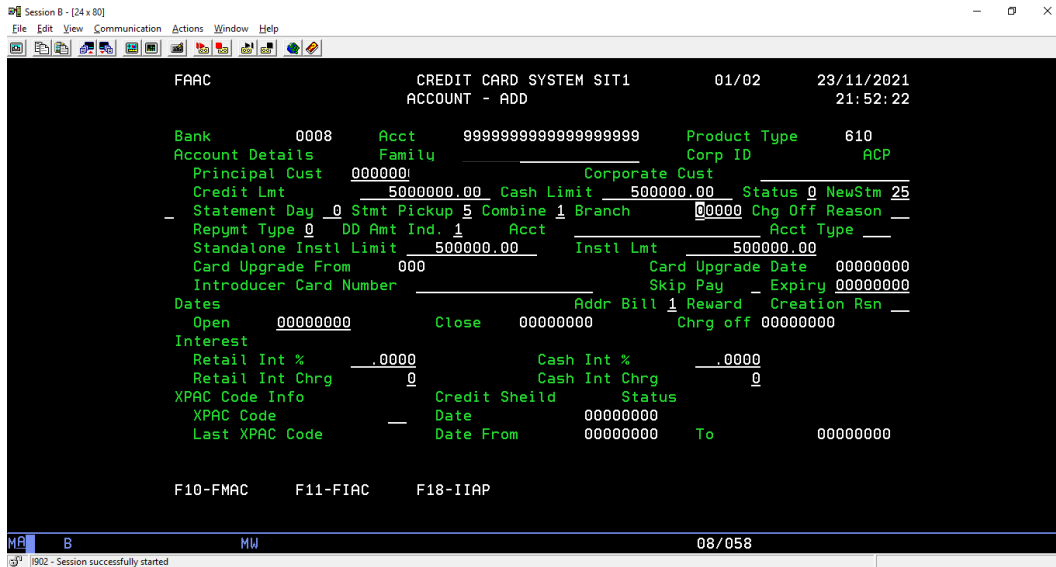 Session B - [24 x 80]
File Edit View Communication Actions Window Help
FAAC CREDIT CARD SYSTEM SIT1 01/02 23/11/2021
ACCOUNT - ADD 21:52:22
Bank 0008 Acct 9999999999999999999 Product Type 610
Account Details Family Corp ID ACP
Principal Cust 000000 Corporate Cust
Credit Lmt 5000000.00 Cash Limit 500000.00 Status 0 NewStm 25
Statement Day 0 Stmt Pickup 5 Combine 1 Branch 00000 Chg Off Reason
Repymt Type 0 DD Amt Ind. 1 Acct Acct Type
Standalone Instl Limit 500000.00 Instl Lmt 500000.00
Card Upgrade From 000 Card Upgrade Date 00000000
Introducer Card Number Skip Pay Expiry 00000000
Dates Addr Bill 1 Reward Creation Rsn
Open 00000000 Close 00000000 Chrg off 00000000
Interest
Retail Int % .0000 Cash Int % .0000
Retail Int Chrg 0 Cash Int Chrg 0
XPAC Code Info Credit Sheild Status
XPAC Code Date 00000000
Last XPAC Code Date From 00000000 To 00000000
F10-FMAC F11-FIAC F18-IIAP
MA B MW 08/058
I902 - Session successfully started